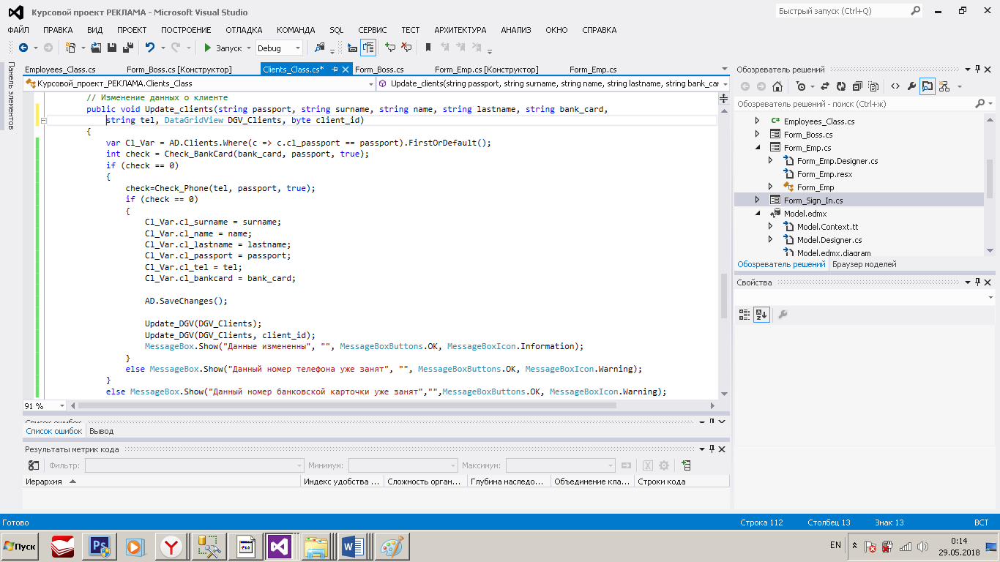 Курсовой проект РЕКЛАМА - Microsoft Visual Studio
Быстрый запуск (Ctrl+Q)
ФАЙЛ ПРАВКА ВИД ПРОЕКТ ПОСТРОЕНИЕ ОТЛАДКА КОМАНДА SQL СЕРВИС ТЕСТ АРХИТЕКТУРА АНАЛИЗ ОКНО СПРАВКА
Запуск Debug
Панель элементов
Employees_Class.cs Form_Boss.cs [Конструктор] Clients_Class.cs* Form_Boss.cs Form_Emp.cs [Конструктор] Form_Emp.cs
Курсовой_проект_РЕКЛАМА.Clients_Class
Update_clients(string passport, string surname, string name, string lastname, string bank_car
// Изменение данных о клиенте
public void Update_clients(string passport, string surname, string name, string lastname, string bank_card,
string tel, DataGridView DGV_Clients, byte client_id)
{
var Cl_Var = AD.Clients.Where(c => c.cl_passport == passport).FirstOrDefault();
int check = Check_BankCard(bank_card, passport, true);
if (check == 0)
{
check=Check_Phone(tel, passport, true);
if (check == 0)
{
Cl_Var.cl_surname = surname;
Cl_Var.cl_name = name;
Cl_Var.cl_lastname = lastname;
Cl_Var.cl_passport = passport;
Cl_Var.cl_tel = tel;
Cl_Var.cl_bankcard = bank_card;
AD.SaveChanges();
Update_DGV(DGV_Clients);
Update_DGV(DGV_Clients, client_id);
MessageBox.Show("Данные измененны", "", MessageBoxButtons.OK, MessageBoxIcon.Information);
}
else MessageBox.Show("Данный номер телефона уже занят", "", MessageBoxButtons.OK, MessageBoxIcon.Warning);
}
else MessageBox.Show("Данный номер банковской карточки уже занят","",MessageBoxButtons.OK, MessageBoxIcon.Warning);
91 %
Список ошибок
Список ошибок Вывод
Результаты метрик кода
Фильтр: Минимум: Максимум:
Иерархия Индекс удобства ... Сложность орган... Глубина наследо... Объединение кла... Строки кода
Обозреватель решений
Обозреватель решений - поиск (Ctrl+ж)
Employees_Class.cs
Form_Boss.cs
Form_Emp.cs
Form_Emp.Designer.cs
Form_Emp.resx
Form_Emp
Form_Sign_In.cs
Model.edmx
Model.Context.tt
Model.Designer.cs
Model.edmx.diagram
Обозреватель решений Браузер моделей
Свойства
Готово Строка 112 Столбец 13 Знак 13 ВСТ
Пуск EN 0:14
29.05.2018